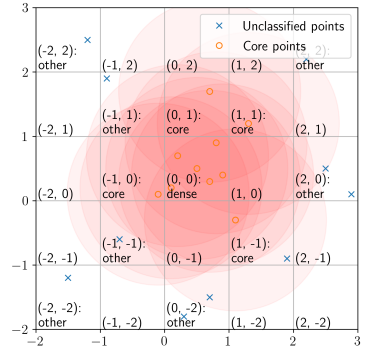 3
Unclassified points
Core points
(-2, 2):
other
(-1, 2)
(0, 2)
(1, 2)
(2, 2):
other
2
(-2, 1)
(-1, 1):
other
(0, 1):
core
(1, 1):
core
(2, 1)
1
(-2, 0)
(-1, 0):
core
(0, 0):
dense
(1, 0)
(2, 0):
other
0
(-2, -1)
(-1, -1):
other
(0, -1)
(1, -1):
core
(2, -1)
−1
(-2, -2):
other
(-1, -2)
(0, -2):
other
(1, -2)
(2, -2)
−2
−2
−1
0
1
2
3